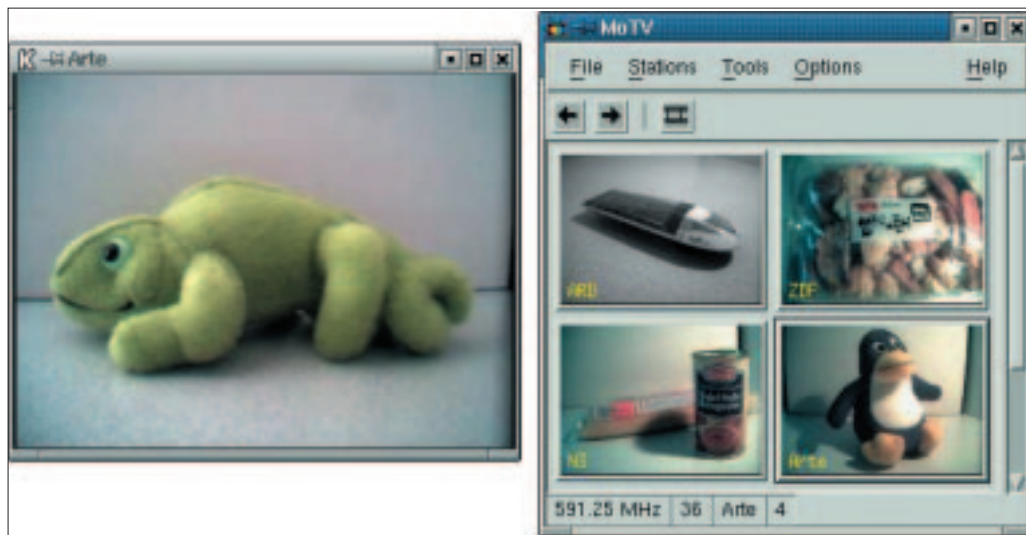 Arte
MoTV
File Stations Tools Options Help
ARD
ZDF
N3
Arte
591.25 MHz 36 Arte 4